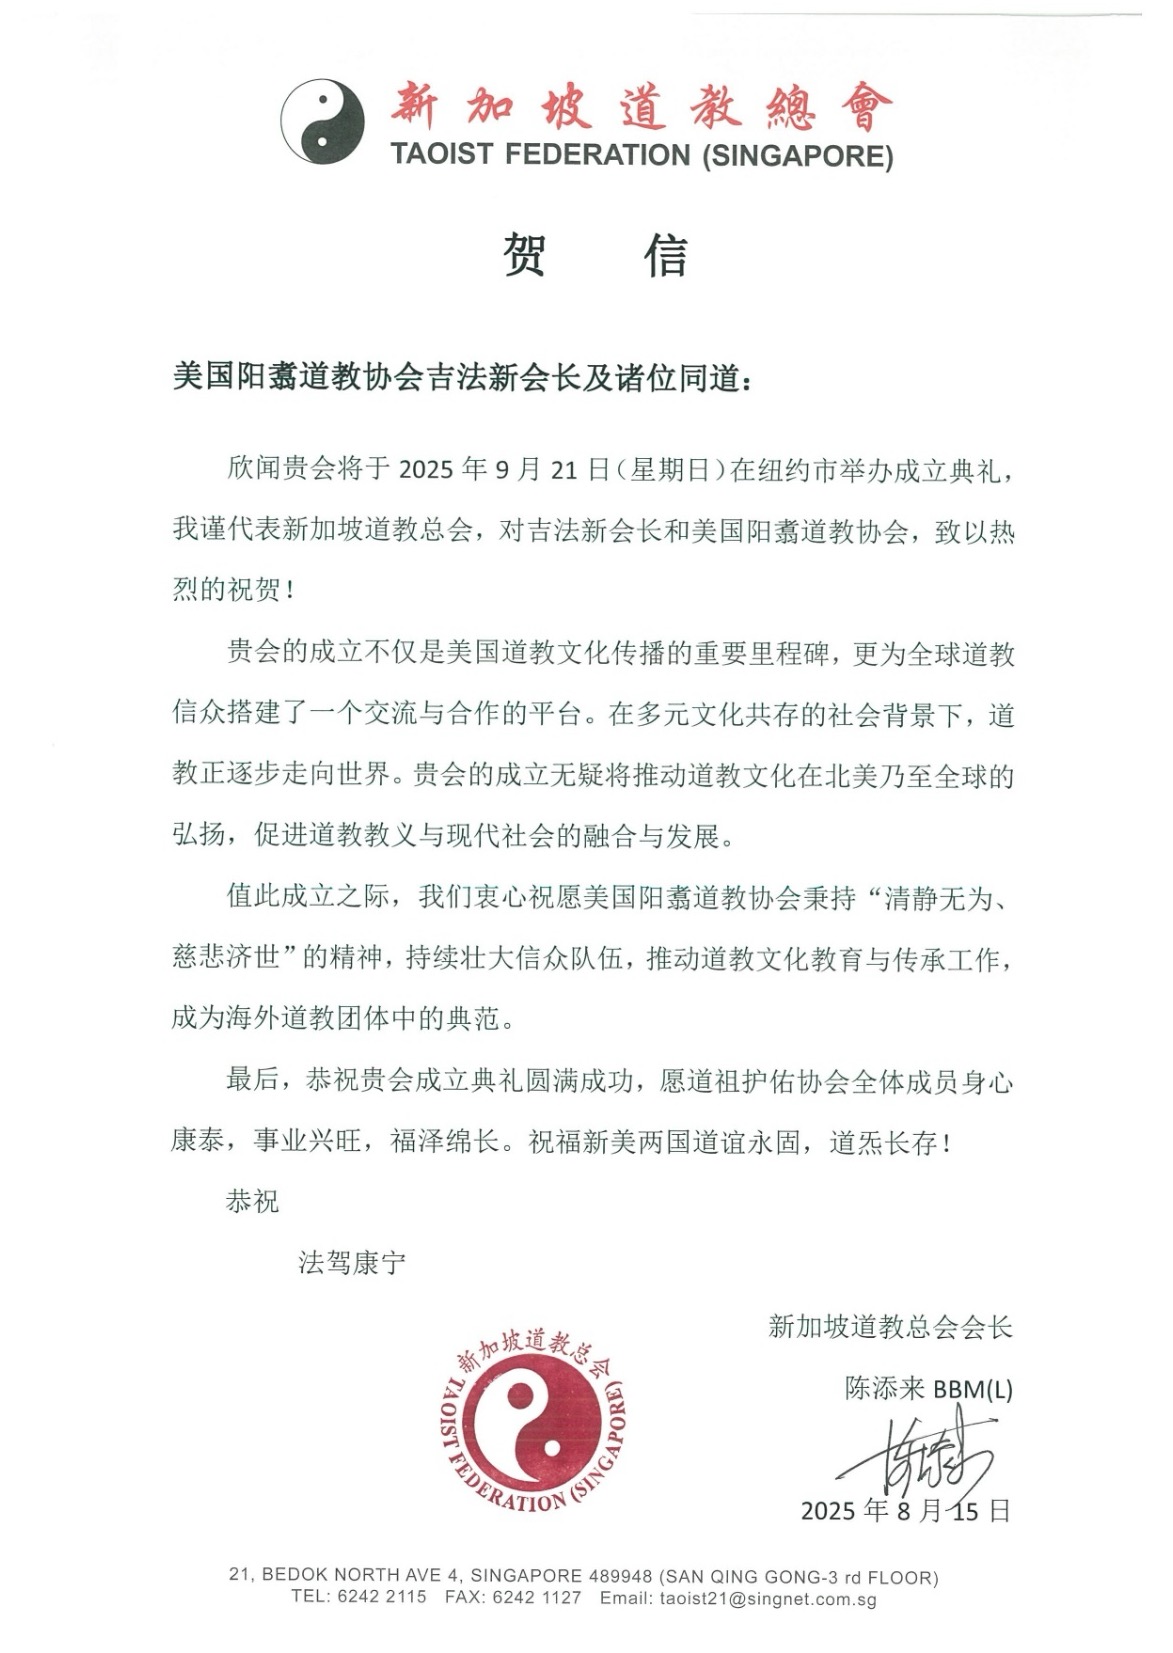 新加坡道教總會
TAOIST FEDERATION (SINGAPORE)
贺 信
美国阳翥道教协会吉法新会长及诸位同道：
欣闻贵会将于 2025 年 9 月 21 日（星期日）在纽约市举办成立典礼，
我谨代表新加坡道教总会，对吉法新会长和美国阳翥道教协会，致以热
烈的祝贺！
贵会的成立不仅是美国道教文化传播的重要里程碑，更为全球道教
信众搭建了一个交流与合作的平台。在多元文化共存的社会背景下，道
教正逐步走向世界。贵会的成立无疑将推动道教文化在北美乃至全球的
弘扬，促进道教教义与现代社会的融合与发展。
值此成立之际，我们衷心祝愿美国阳翥道教协会秉持“清静无为、
慈悲济世”的精神，持续壮大信众队伍，推动道教文化教育与传承工作，
成为海外道教团体中的典范。
最后，恭祝贵会成立典礼圆满成功，愿道祖护佑协会全体成员身心
康泰，事业兴旺，福泽绵长。祝福新美两国道谊永固，道炁长存！
恭祝
法驾康宁
新加坡道教总会会长
陈添来 BBM(L)
2025 年 8 月 15 日
新加坡道教总会
TAOIST FEDERATION (SINGAPORE)
21, BEDOK NORTH AVE 4, SINGAPORE 489948 (SAN QING GONG-3 rd FLOOR)
TEL: 6242 2115 FAX: 6242 1127 Email: taoist21@singnet.com.sg